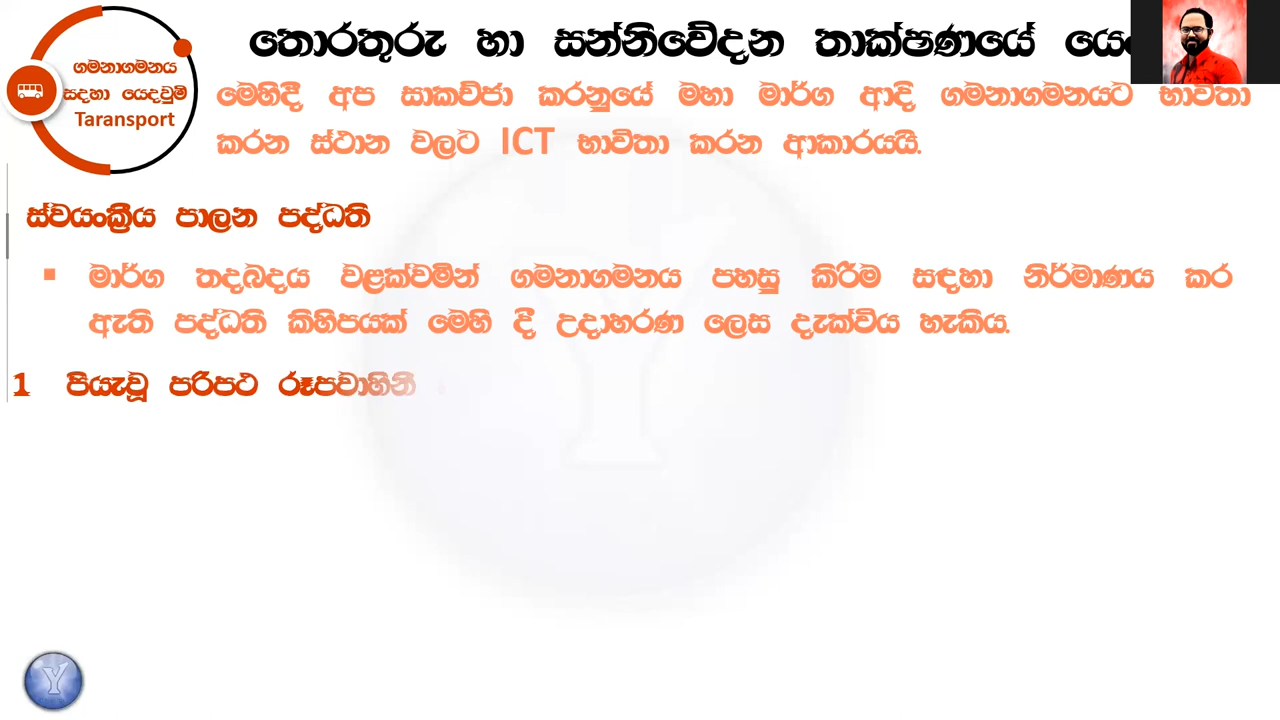 තොරතුරු හා සන්නිවේදන තාක්ෂණයේ
ගමනාගමනය
සඳහා යෙදවුම්
Taransport
මෙහිදී අප සාකච්ඡා කරනුයේ මහා මාර්ග ආදි ගමනාගමනයට භාවිතා
කරන ස්ථාන වලට ICT භාවිතා කරන ආකාරයයි.
ස්වයංක්‍රීය පාලන පද්ධති
▪ මාර්ග තදබදය වළක්වමින් ගමනාගමනය පහසු කිරීම සඳහා නිර්මාණය කර
ඇති පද්ධති කිහිපයක් මෙහි දී උදාහරණ ලෙස දැක්විය හැකිය.
1 පියැවූ පරිපථ රූපවාහිනී
Y